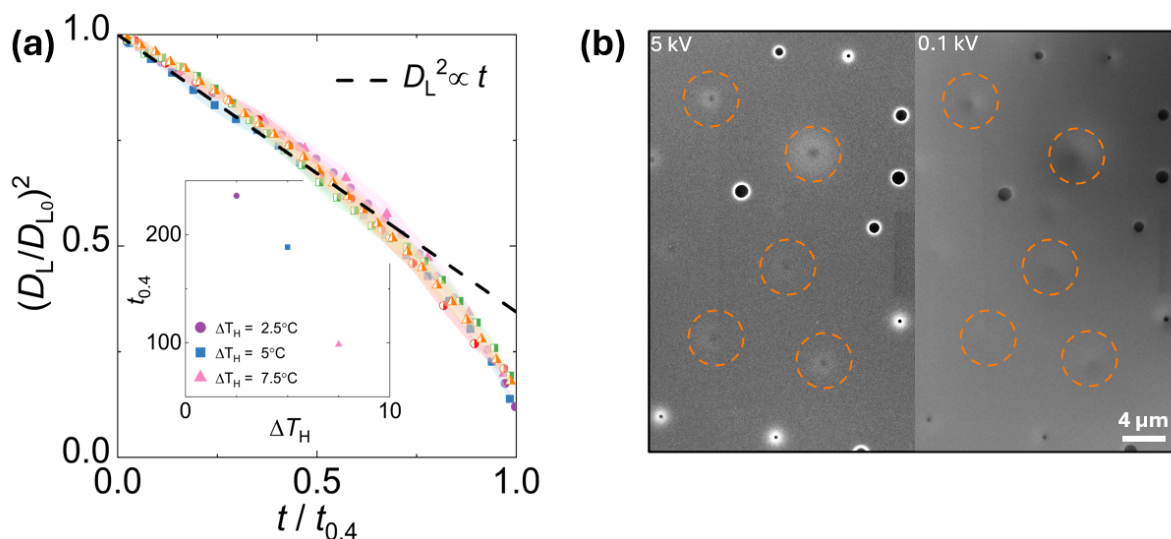 (a)
1.0
0.5
0.0
(D_L/D_L0)²
D_L² ∝ t
200
100
t_0.4
ΔT_H = 2.5°C
ΔT_H = 5°C
ΔT_H = 7.5°C
0
10
ΔT_H
0.0
0.5
1.0
t / t_0.4
(b)
5 kV
0.1 kV
4 μm